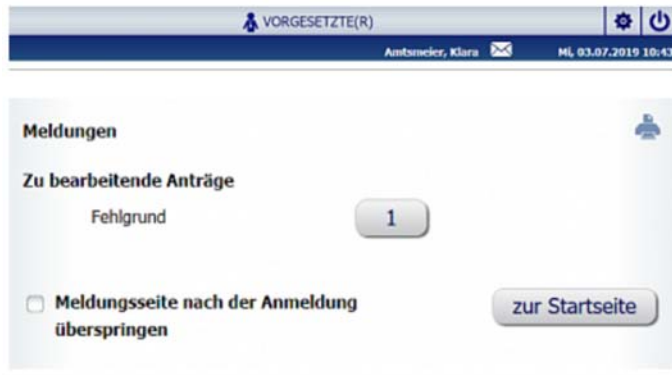 VORGESETZTE(R)
Amtsmeier, Klara Mi, 03.07.2019 10:43
Meldungen
Zu bearbeitende Anträge
Fehlgrund 1
Meldungsseite nach der Anmeldung
überspringen
zur Startseite